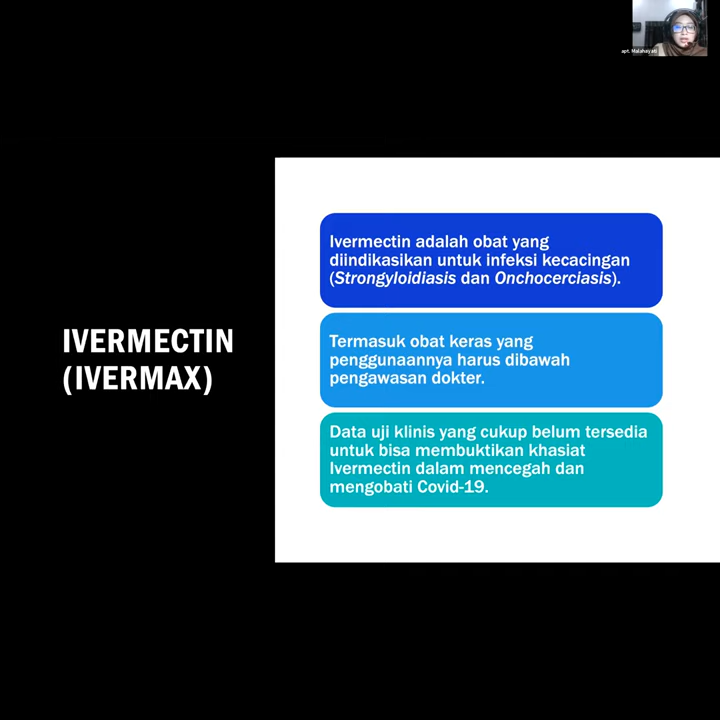 apt. Malahayati
IVERMECTIN
(IVERMAX)
Ivermectin adalah obat yang
diindikasikan untuk infeksi kecacingan
(Strongyloidiasis dan Onchocerciasis).
Termasuk obat keras yang
penggunaannya harus dibawah
pengawasan dokter.
Data uji klinis yang cukup belum tersedia
untuk bisa membuktikan khasiat
Ivermectin dalam mencegah dan
mengobati Covid-19.